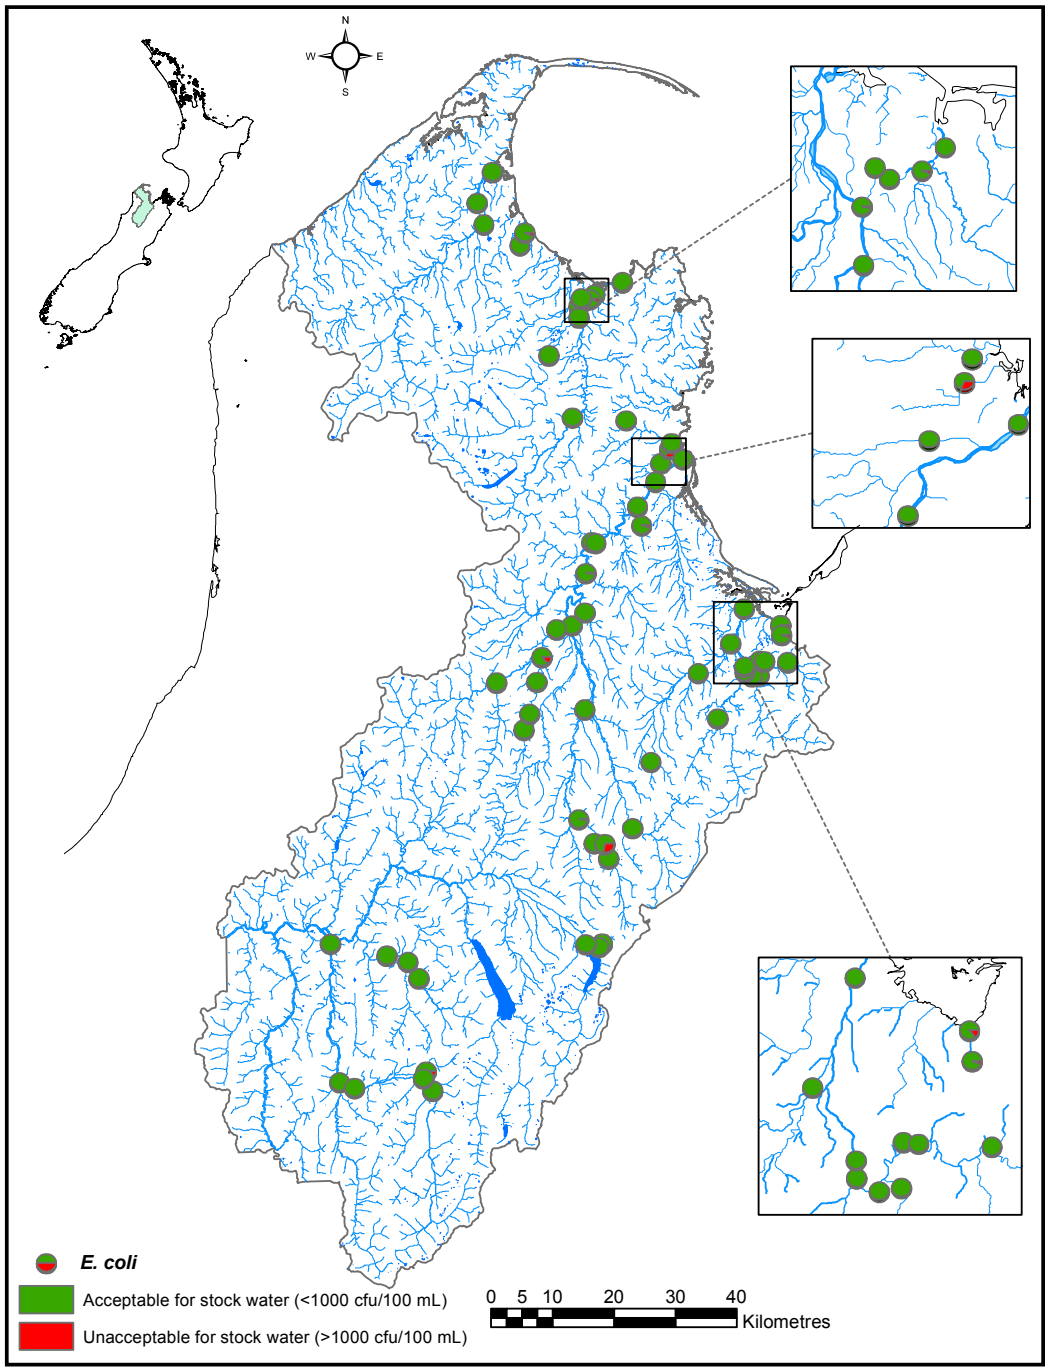 N
W E
S
E. coli
Acceptable for stock water (<1000 cfu/100 mL)
Unacceptable for stock water (>1000 cfu/100 mL)
0 5 10 20 30 40
Kilometres